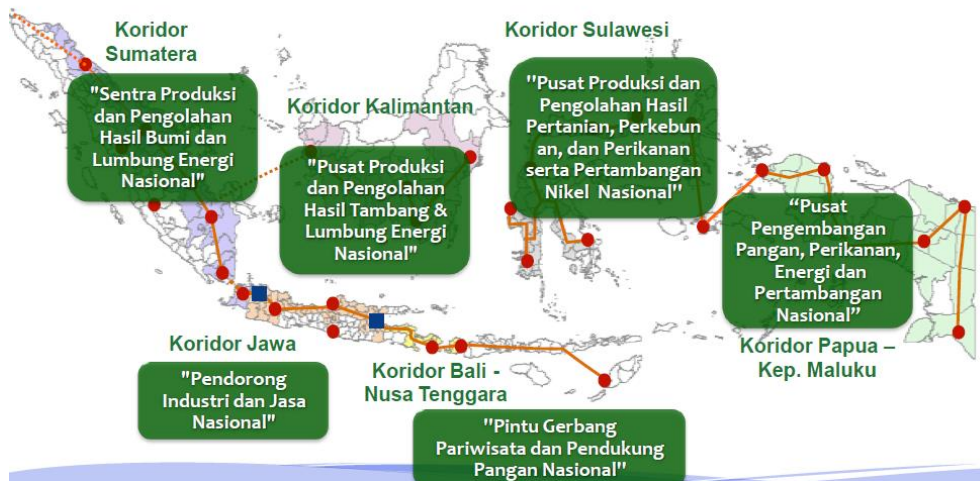 Koridor
Sumatera
"Sentra Produksi
dan Pengolahan
Hasil Bumi dan
Lumbung Energi
Nasional"
Koridor Kalimantan
"Pusat Produksi
dan Pengolahan
Hasil Tambang &
Lumbung Energi
Nasional"
Koridor Sulawesi
"Pusat Produksi dan
Pengolahan Hasil
Pertanian, Perkebun
an, dan Perikanan
serta Pertambangan
Nikel Nasional"
"Pusat
Pengembangan
Pangan, Perikanan,
Energi dan
Pertambangan
Nasional"
Koridor Papua –
Kep. Maluku
Koridor Jawa
"Pendorong
Industri dan Jasa
Nasional"
Koridor Bali -
Nusa Tenggara
"Pintu Gerbang
Pariwisata dan Pendukung
Pangan Nasional"